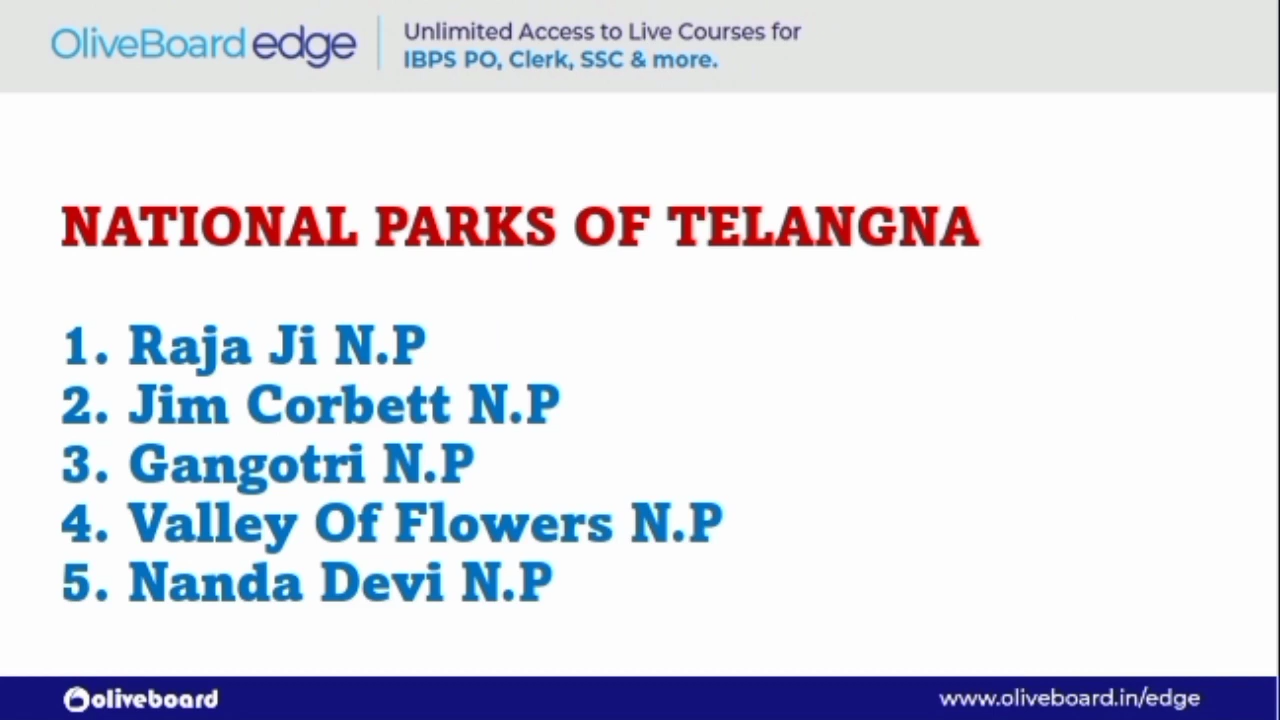 OliveBoard edge
Unlimited Access to Live Courses for
IBPS PO, Clerk, SSC & more.
NATIONAL PARKS OF TELANGNA
1. Raja Ji N.P
2. Jim Corbett N.P
3. Gangotri N.P
4. Valley Of Flowers N.P
5. Nanda Devi N.P
oliveboard
www.oliveboard.in/edge